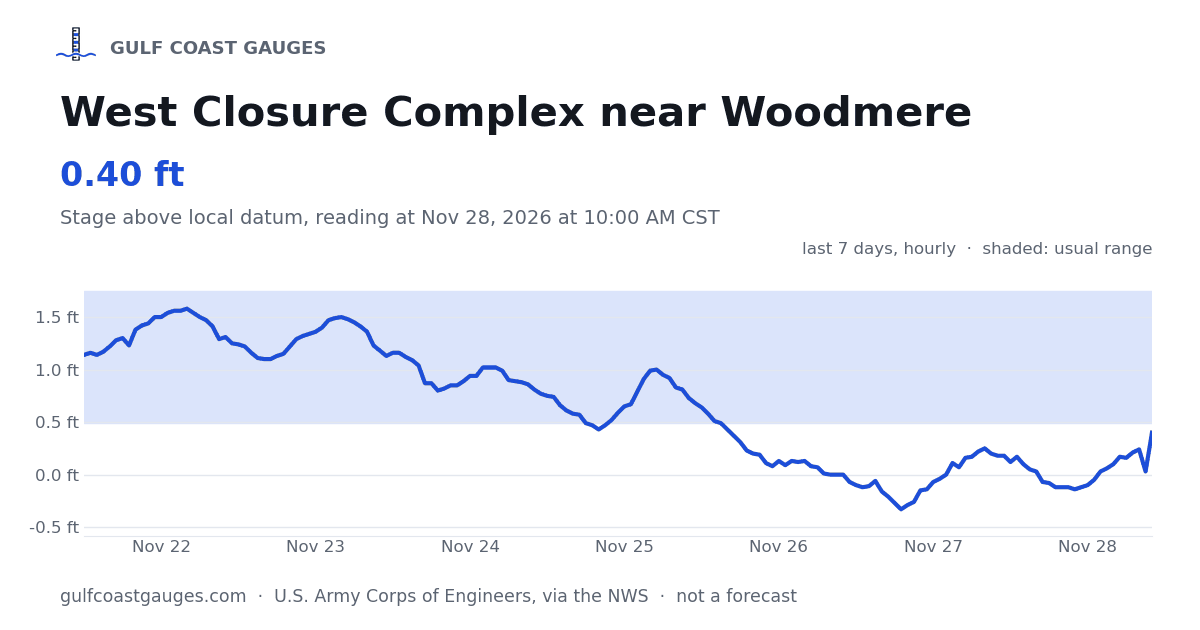 GULF COAST GAUGES
West Closure Complex near Woodmere
0.40 ft
Stage above local datum, reading at Nov 28, 2026 at 10:00 AM CST
last 7 days, hourly · shaded: usual range
1.5 ft
1.0 ft
0.5 ft
0.0 ft
-0.5 ft
Nov 22 Nov 23 Nov 24 Nov 25 Nov 26 Nov 27 Nov 28
gulfcoastgauges.com · U.S. Army Corps of Engineers, via the NWS · not a forecast